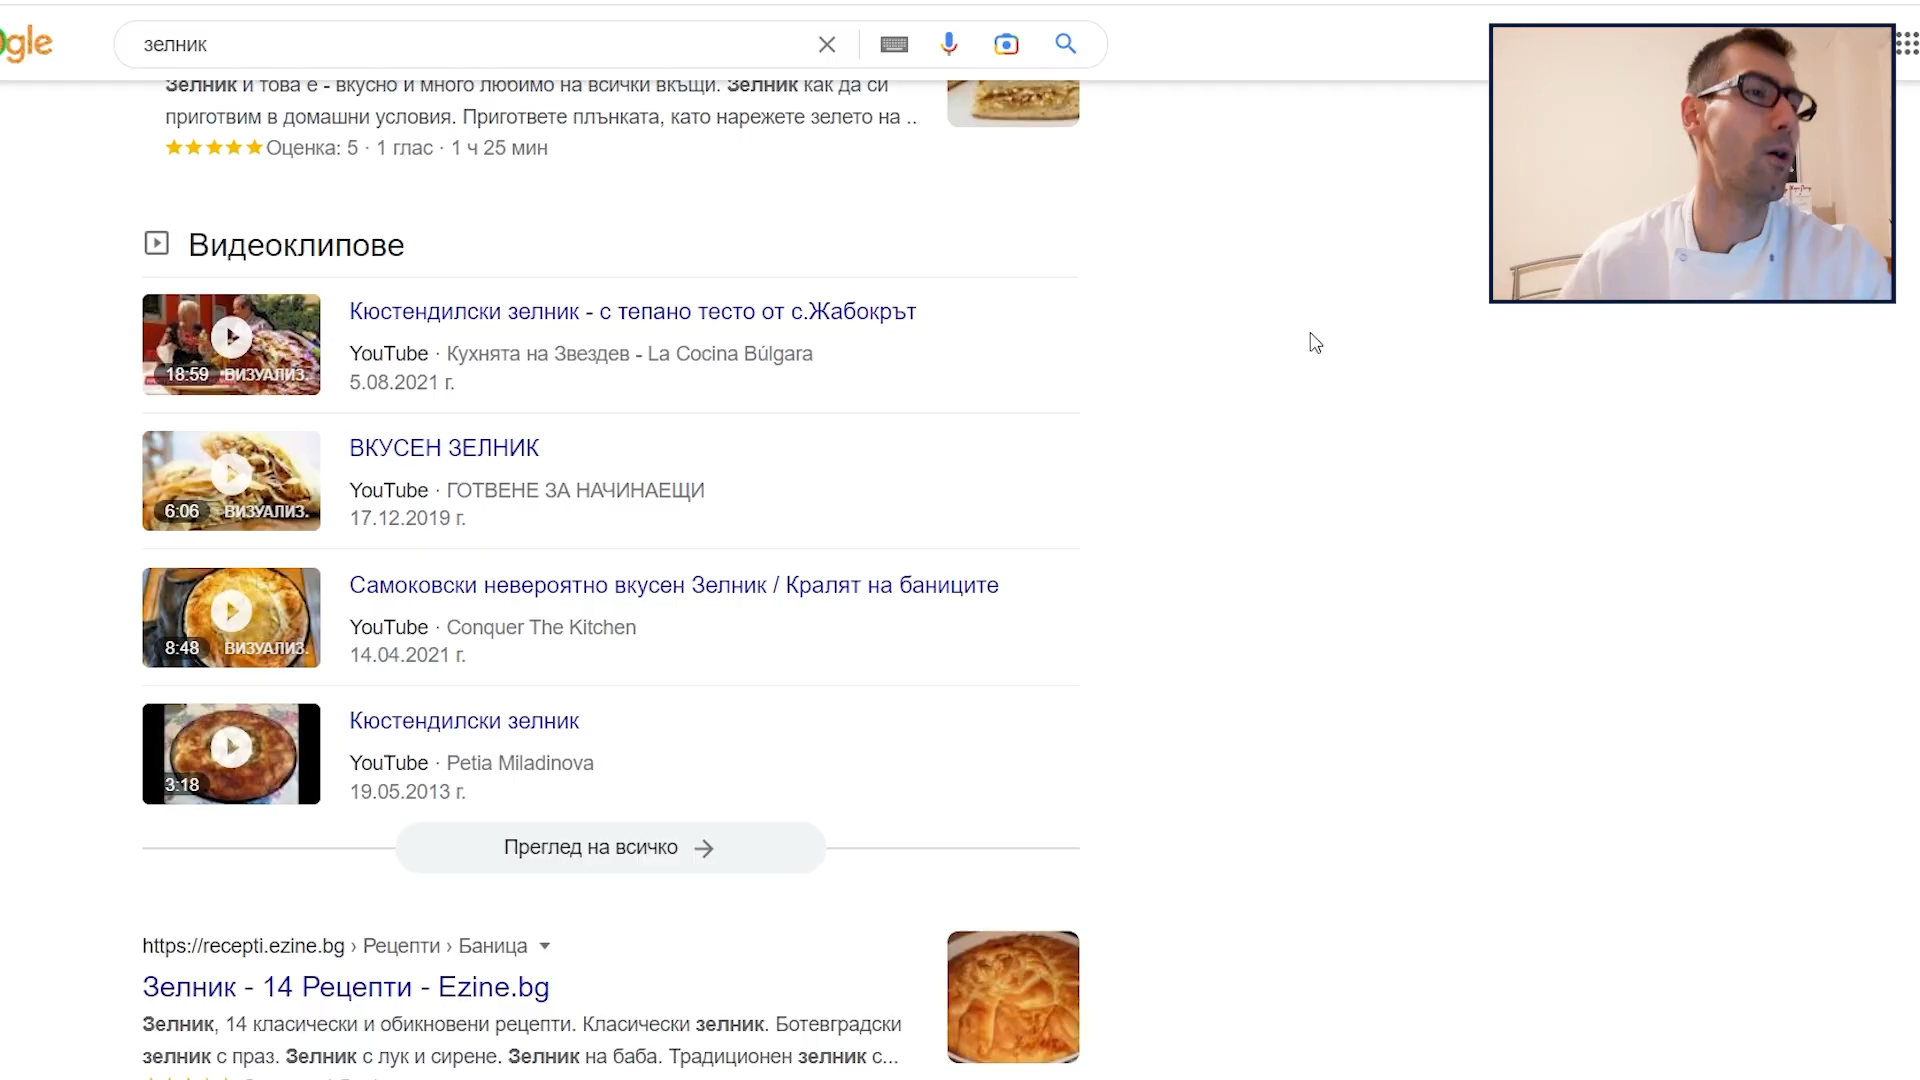 ogle
зелник
Зелник и това е - вкусно и много любимо на всички вкъщи. Зелник как да си
приготвим в домашни условия. Пригответе плънката, като нарежете зелето на ..
Оценка: 5 · 1 глас · 1 ч 25 мин
Видеоклипове
Кюстендилски зелник - с тепано тесто от с.Жабокрът
YouTube · Кухнята на Звездев - La Cocina Búlgara
5.08.2021 г.
18:59 ВИЗУАЛИЗ.
ВКУСЕН ЗЕЛНИК
YouTube · ГОТВЕНЕ ЗА НАЧИНАЕЩИ
17.12.2019 г.
6:06 ВИЗУАЛИЗ.
Самоковски невероятно вкусен Зелник / Кралят на баниците
YouTube · Conquer The Kitchen
14.04.2021 г.
8:48 ВИЗУАЛИЗ.
Кюстендилски зелник
YouTube · Petia Miladinova
19.05.2013 г.
3:18
Преглед на всичко →
https://recepti.ezine.bg › Рецепти › Баница
Зелник - 14 Рецепти - Ezine.bg
Зелник, 14 класически и обикновени рецепти. Класически зелник. Ботевградски
зелник с праз. Зелник с лук и сирене. Зелник на баба. Традиционен зелник с...